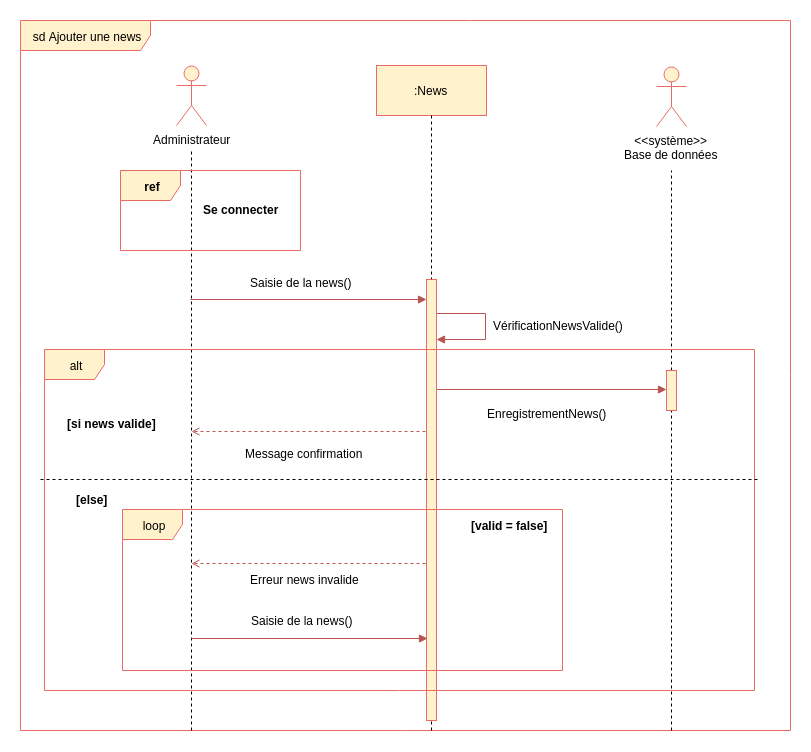 sd Ajouter une news
Administrateur
:News
<<système>>
Base de données
ref
Se connecter
Saisie de la news()
VérificationNewsValide()
alt
EnregistrementNews()
[si news valide]
Message confirmation
[else]
loop
[valid = false]
Erreur news invalide
Saisie de la news()